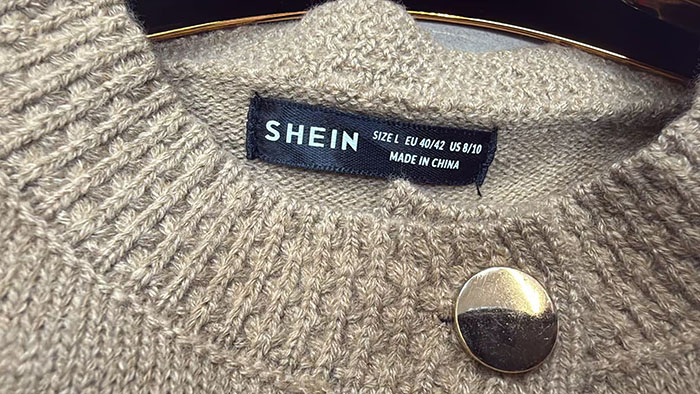 SHEIN
SIZE L EU 40/42 US 8/10
MADE IN CHINA